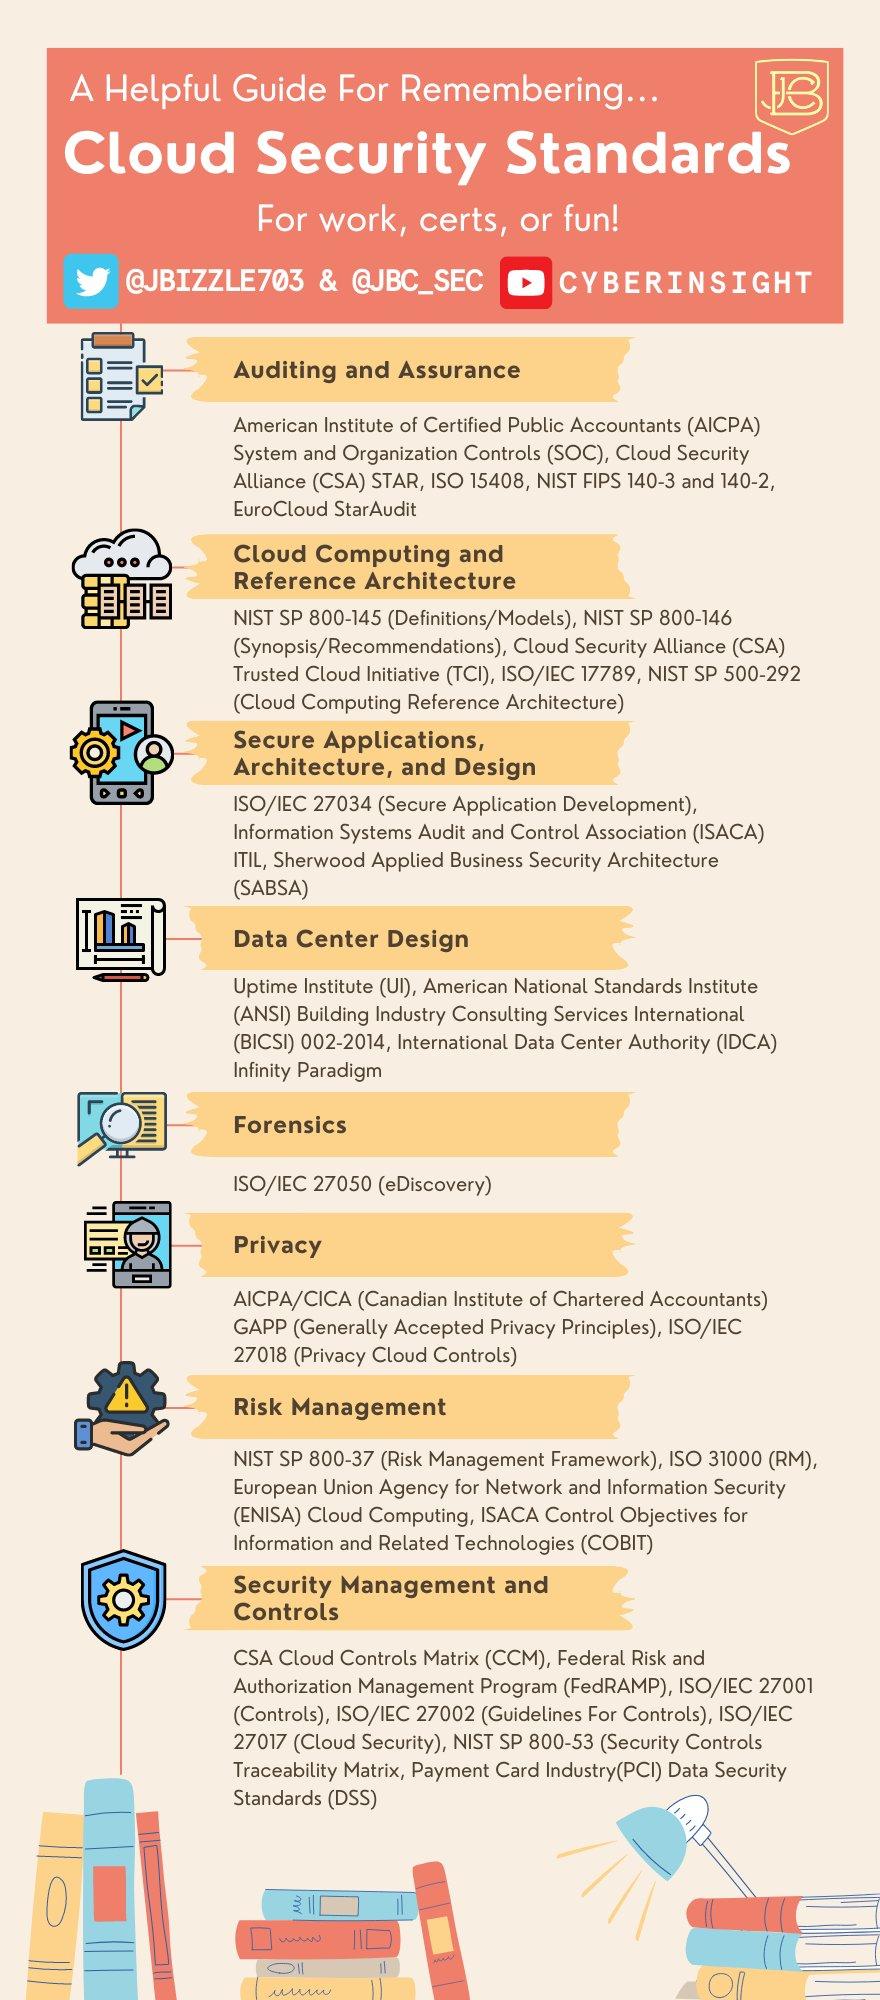 A Helpful Guide For Remembering...
JBC
Cloud Security Standards
For work, certs, or fun!
@JBIZZLE703 & @JBC_SEC CYBERINSIGHT
Auditing and Assurance
American Institute of Certified Public Accountants (AICPA)
System and Organization Controls (SOC), Cloud Security
Alliance (CSA) STAR, ISO 15408, NIST FIPS 140-3 and 140-2,
EuroCloud StarAudit
Cloud Computing and
Reference Architecture
NIST SP 800-145 (Definitions/Models), NIST SP 800-146
(Synopsis/Recommendations), Cloud Security Alliance (CSA)
Trusted Cloud Initiative (TCI), ISO/IEC 17789, NIST SP 500-292
(Cloud Computing Reference Architecture)
Secure Applications,
Architecture, and Design
ISO/IEC 27034 (Secure Application Development),
Information Systems Audit and Control Association (ISACA)
ITIL, Sherwood Applied Business Security Architecture
(SABSA)
Data Center Design
Uptime Institute (UI), American National Standards Institute
(ANSI) Building Industry Consulting Services International
(BICSI) 002-2014, International Data Center Authority (IDCA)
Infinity Paradigm
Forensics
ISO/IEC 27050 (eDiscovery)
Privacy
AICPA/CICA (Canadian Institute of Chartered Accountants)
GAPP (Generally Accepted Privacy Principles), ISO/IEC
27018 (Privacy Cloud Controls)
Risk Management
NIST SP 800-37 (Risk Management Framework), ISO 31000 (RM),
European Union Agency for Network and Information Security
(ENISA) Cloud Computing, ISACA Control Objectives for
Information and Related Technologies (COBIT)
Security Management and
Controls
CSA Cloud Controls Matrix (CCM), Federal Risk and
Authorization Management Program (FedRAMP), ISO/IEC 27001
(Controls), ISO/IEC 27002 (Guidelines For Controls), ISO/IEC
27017 (Cloud Security), NIST SP 800-53 (Security Controls
Traceability Matrix, Payment Card Industry(PCI) Data Security
Standards (DSS)